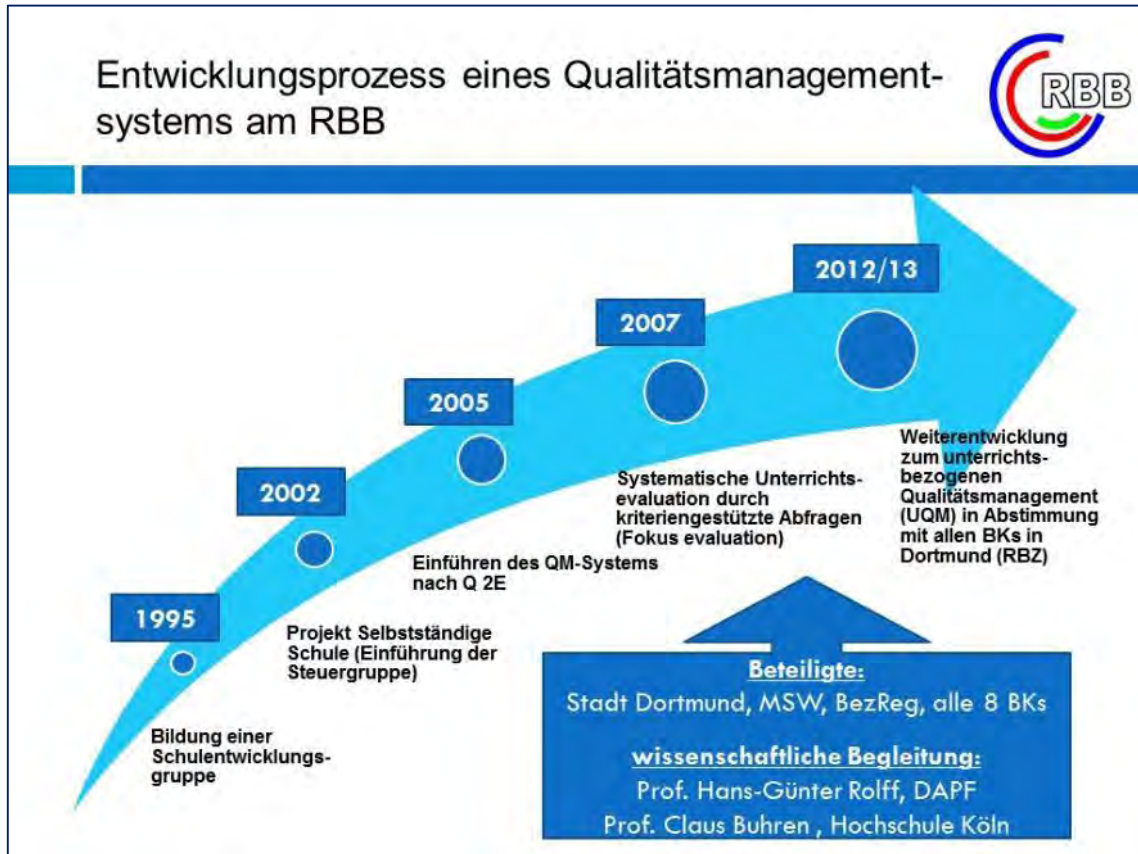 Entwicklungsprozess eines Qualitätsmanagement-
systems am RBB
RBB
1995
Bildung einer
Schulentwicklungs-
gruppe
2002
Projekt Selbstständige
Schule (Einführung der
Steuergruppe)
2005
Einführen des QM-Systems
nach Q 2E
2007
Systematische Unterrichts-
evaluation durch
kriteriengestützte Abfragen
(Fokus evaluation)
2012/13
Weiterentwicklung
zum unterrichts-
bezogenen
Qualitätsmanagement
(UQM) in Abstimmung
mit allen BKs in
Dortmund (RBZ)
Beteiligte:
Stadt Dortmund, MSW, BezReg, alle 8 BKs
wissenschaftliche Begleitung:
Prof. Hans-Günter Rolff, DAPF
Prof. Claus Buhren , Hochschule Köln